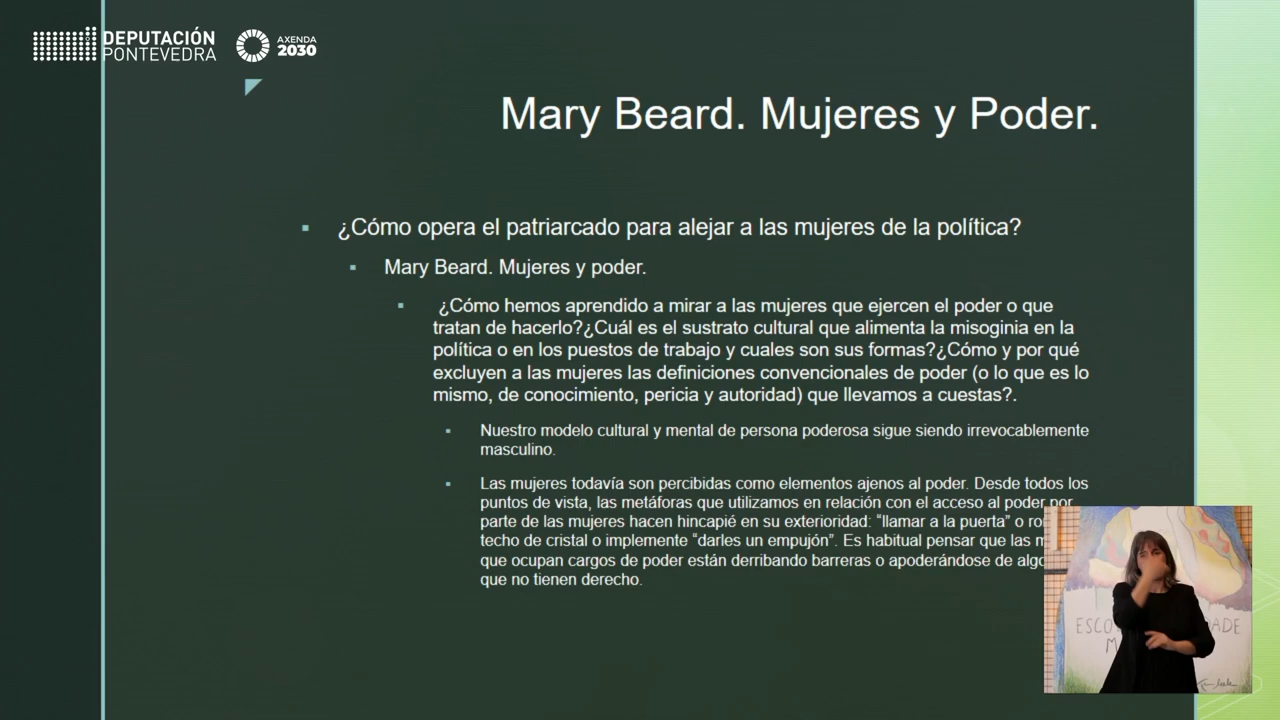 DEPUTACIÓN
PONTEVEDRA
AXENDA
2030
Mary Beard. Mujeres y Poder.
¿Cómo opera el patriarcado para alejar a las mujeres de la política?
Mary Beard. Mujeres y poder.
¿Cómo hemos aprendido a mirar a las mujeres que ejercen el poder o que
tratan de hacerlo?¿Cuál es el sustrato cultural que alimenta la misoginia en la
política o en los puestos de trabajo y cuales son sus formas?¿Cómo y por qué
excluyen a las mujeres las definiciones convencionales de poder (o lo que es lo
mismo, de conocimiento, pericia y autoridad) que llevamos a cuestas?.
Nuestro modelo cultural y mental de persona poderosa sigue siendo irrevocablemente
masculino.
Las mujeres todavía son percibidas como elementos ajenos al poder. Desde todos los
puntos de vista, las metáforas que utilizamos en relación con el acceso al poder por
parte de las mujeres hacen hincapié en su exterioridad: “llamar a la puerta” o
techo de cristal o implemente “darles un empujón”. Es habitual pensar que las
que ocupan cargos de poder están derribando barreras o apoderándose de
que no tienen derecho.